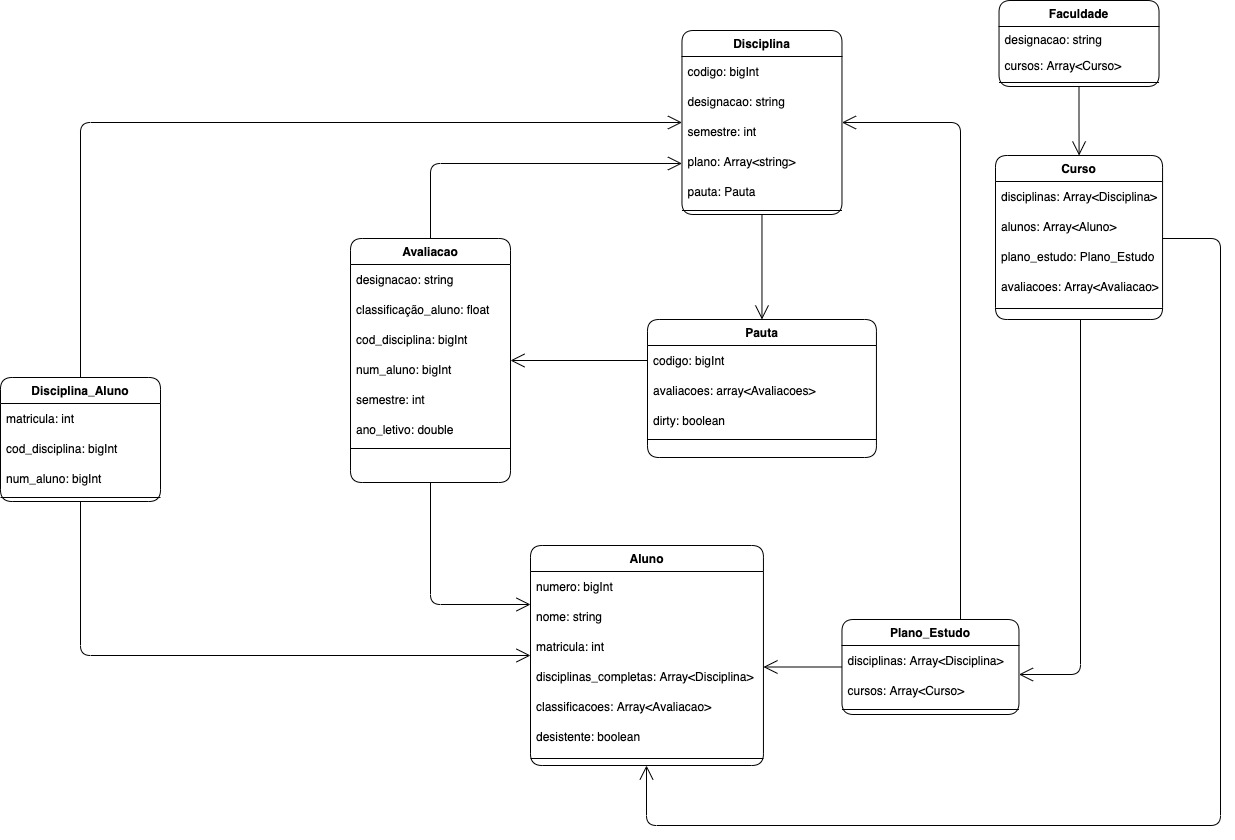 Faculdade
designacao: string
cursos: Array<Curso>
Disciplina
codigo: bigInt
designacao: string
semestre: int
plano: Array<string>
pauta: Pauta
Curso
disciplinas: Array<Disciplina>
alunos: Array<Aluno>
plano_estudo: Plano_Estudo
avaliacoes: Array<Avaliacao>
Avaliacao
designacao: string
classificação_aluno: float
cod_disciplina: bigInt
num_aluno: bigInt
semestre: int
ano_letivo: double
Pauta
codigo: bigInt
avaliacoes: array<Avaliacoes>
dirty: boolean
Disciplina_Aluno
matricula: int
cod_disciplina: bigInt
num_aluno: bigInt
Aluno
numero: bigInt
nome: string
matricula: int
disciplinas_completas: Array<Disciplina>
classificacoes: Array<Avaliacao>
desistente: boolean
Plano_Estudo
disciplinas: Array<Disciplina>
cursos: Array<Curso>